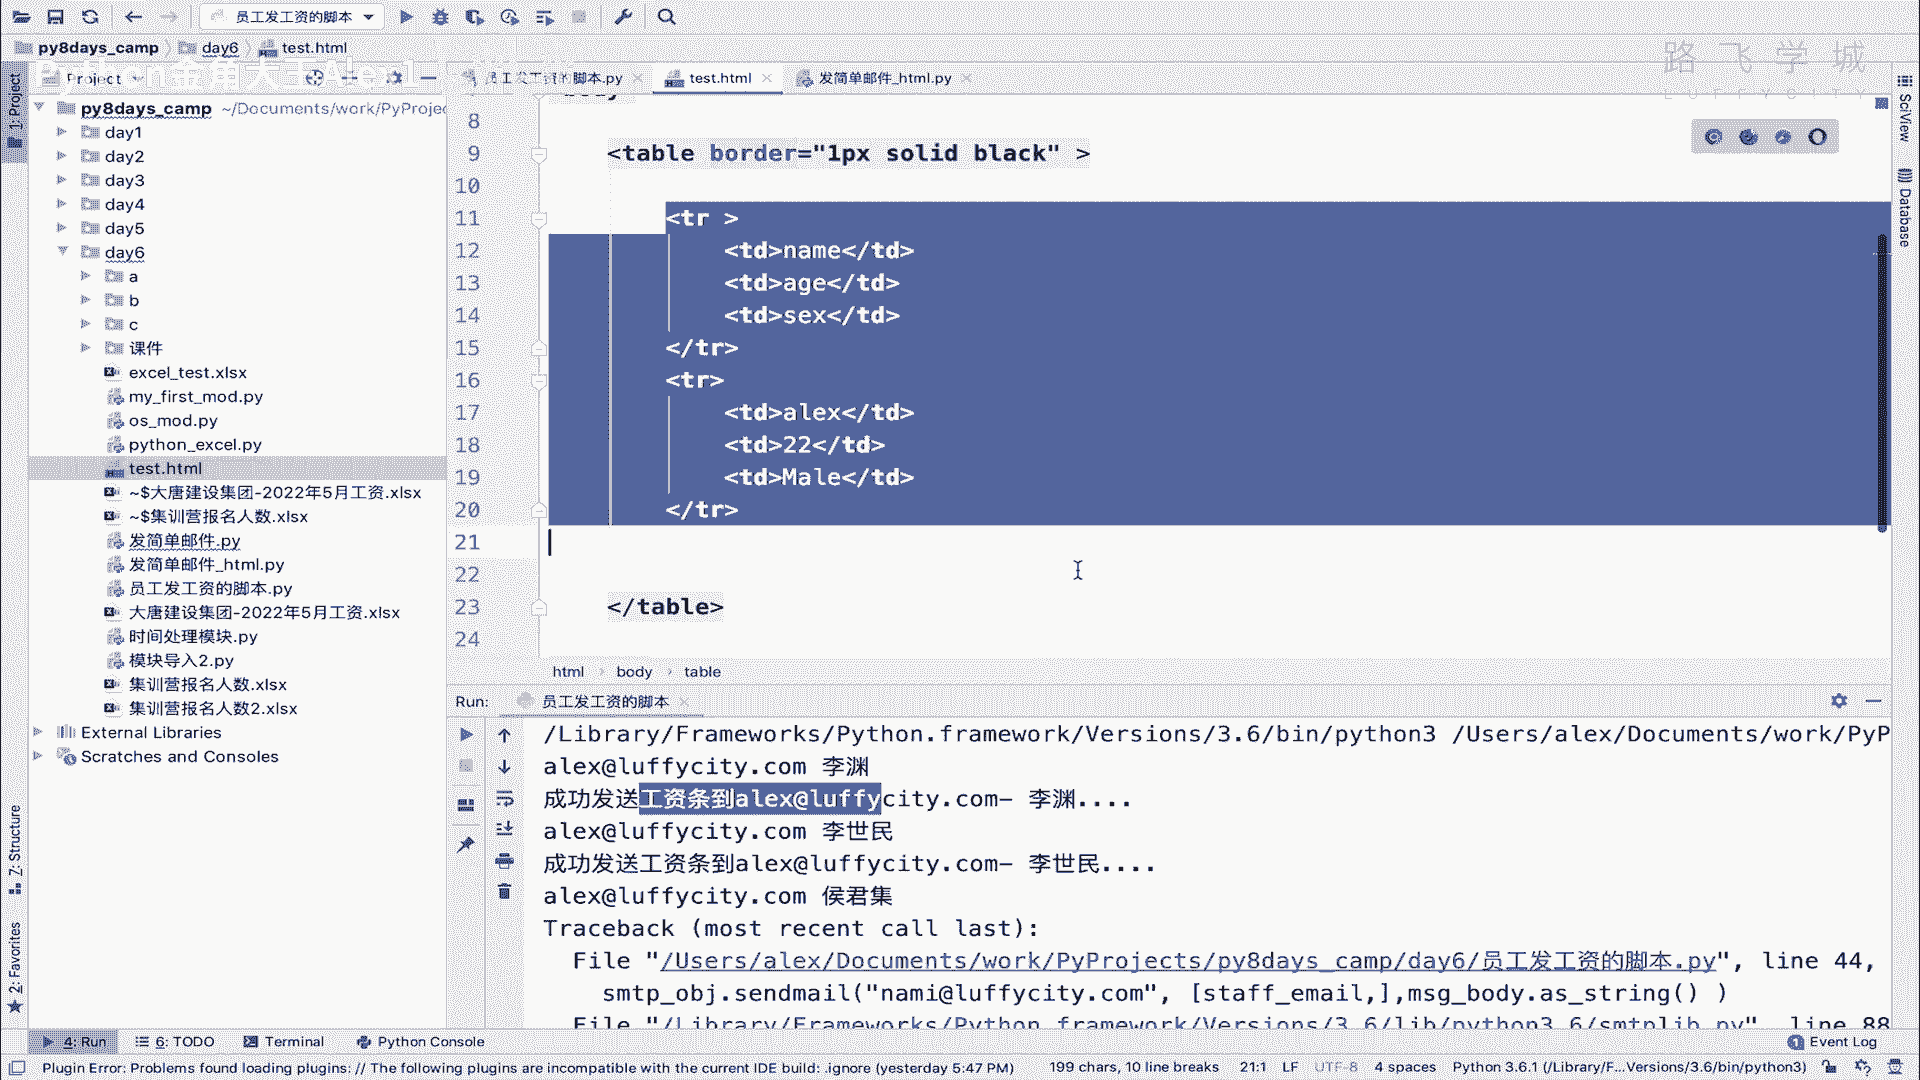 员工发工资的脚本
py8days_camp day6 test.html
路飞学城
LUFFYCITY
Python金角大王Alex1
Project
员工发工资的脚本.py test.html 发简单邮件_html.py
1: Project
SciView
Database
py8days_camp ~/Documents/work/PyProjec
day1
day2
day3
day4
day5
day6
a
b
c
课件
excel_test.xlsx
my_first_mod.py
os_mod.py
python_excel.py
test.html
~$大唐建设集团-2022年5月工资.xlsx
~$集训营报名人数.xlsx
发简单邮件.py
发简单邮件_html.py
员工发工资的脚本.py
大唐建设集团-2022年5月工资.xlsx
时间处理模块.py
模块导入2.py
集训营报名人数.xlsx
集训营报名人数2.xlsx
External Libraries
Scratches and Consoles
8
9 <table border="1px solid black" >
10
11 <tr >
12 <td>name</td>
13 <td>age</td>
14 <td>sex</td>
15 </tr>
16 <tr>
17 <td>alex</td>
18 <td>22</td>
19 <td>Male</td>
20 </tr>
21
22
23 </table>
24
html body table
Run: 员工发工资的脚本
/Library/Frameworks/Python.framework/Versions/3.6/bin/python3 /Users/alex/Documents/work/PyP
alex@luffycity.com 李渊
成功发送工资条到alex@luffycity.com- 李渊....
alex@luffycity.com 李世民
成功发送工资条到alex@luffycity.com- 李世民....
alex@luffycity.com 侯君集
Traceback (most recent call last):
File "/Users/alex/Documents/work/PyProjects/py8days_camp/day6/员工发工资的脚本.py", line 44,
smtp_obj.sendmail("nami@luffycity.com", [staff_email,],msg_body.as_string() )
File "/Library/Frameworks/Python.framework/Versions/3.6/lib/python3.6/smtplib.py", line 88
Z: Structure
2: Favorites
4: Run 6: TODO Terminal Python Console
Event Log
Plugin Error: Problems found loading plugins: // The following plugins are incompatible with the current IDE build: .ignore (yesterday 5:47 PM)
199 chars, 10 line breaks 21:1 LF UTF-8 4 spaces Python 3.6.1 (/Library/F...Versions/3.6/bin/python3)